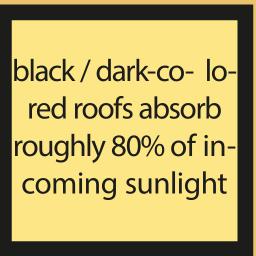 black / dark-co- lo-
red roofs absorb
roughly 80% of in-
coming sunlight